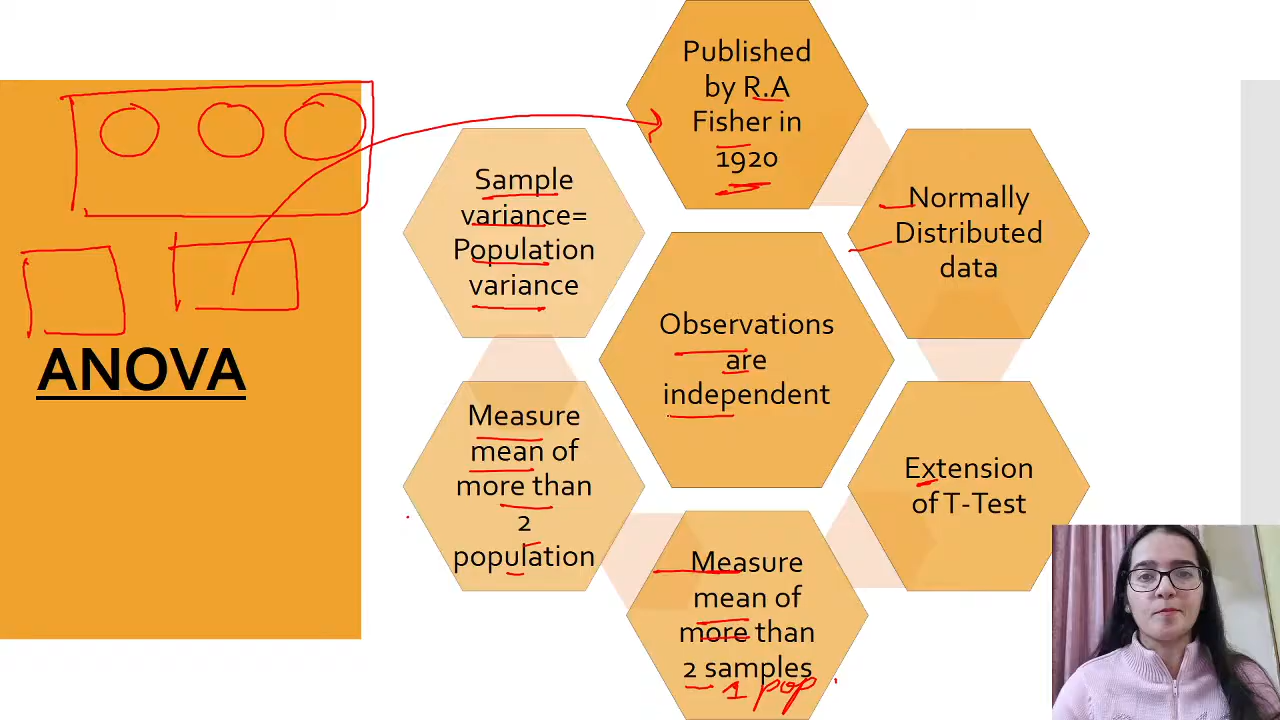 ANOVA
Published
by R.A
Fisher in
1920
Normally
Distributed
data
Sample
variance=
Population
variance
Observations
are
independent
Measure
mean of
more than
2
population
Extension
of T-Test
Measure
mean of
more than
2 samples
1 pop